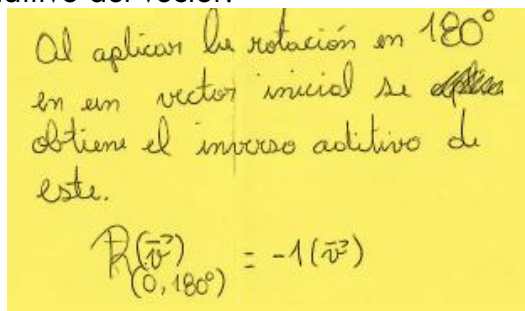 Al aplicar la rotación en 180°
en un vector inicial se
obtiene el inverso aditivo de
este.
R(v⃗) = -1(v⃗)
(0, 180°)